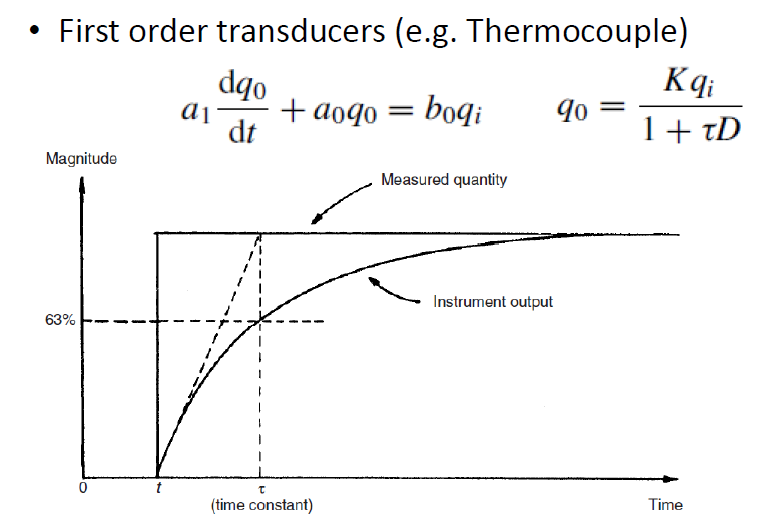 • First order transducers (e.g. Thermocouple)
a₁ dq₀/dt + a₀q₀ = b₀qᵢ
q₀ = Kqᵢ / 1 + τD
Magnitude
Measured quantity
Instrument output
63%
0 t τ
(time constant)
Time